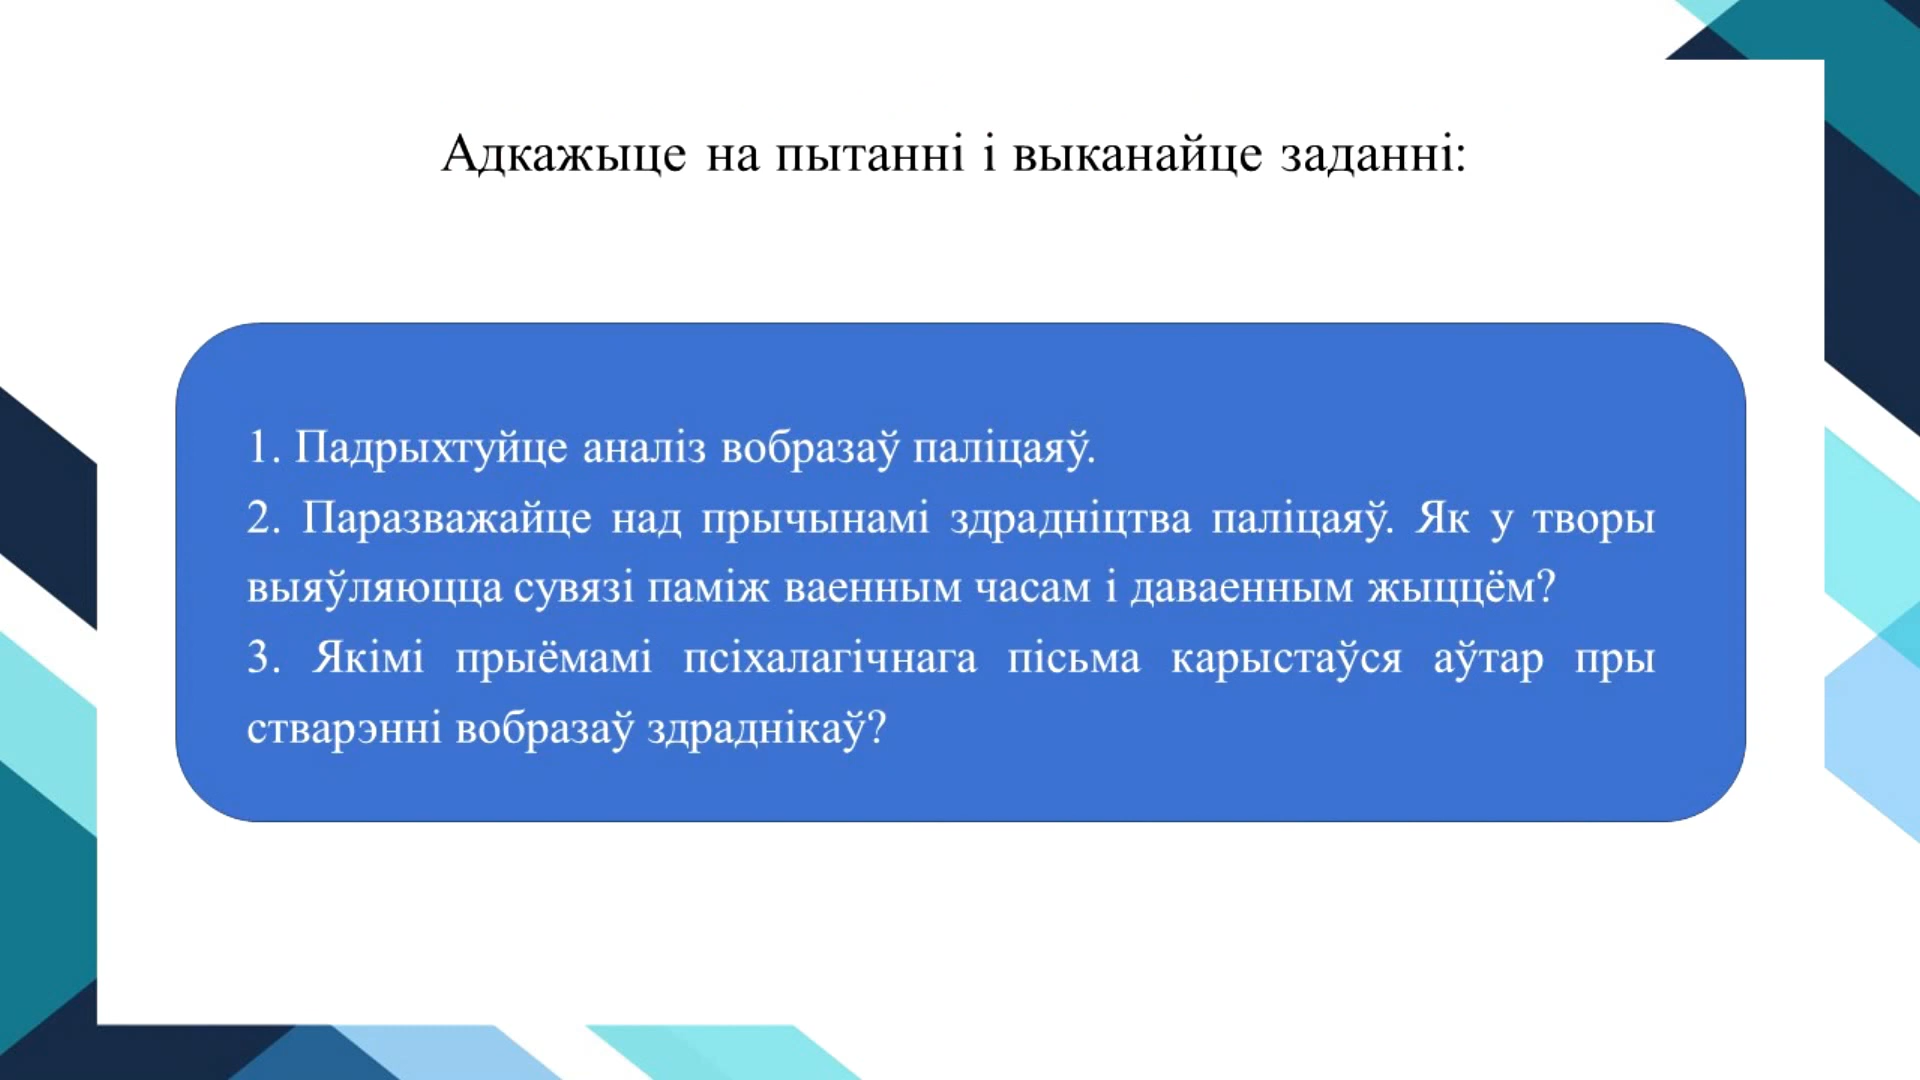 Адкажыце на пытанні і выканайце заданні:
1. Падрыхтуйце аналіз вобразаў паліцаяў.
2. Паразважайце над прычынамі здрадніцтва паліцаяў. Як у творы
выяўляюцца сувязі паміж ваенным часам і даваенным жыццём?
3. Якімі прыёмамі псіхалагічнага пісьма карыстаўся аўтар пры
стварэнні вобразаў здраднікаў?